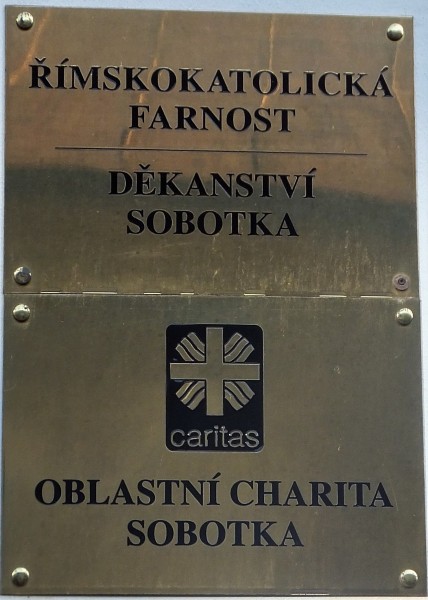 ŘÍMSKOKATOLICKÁ
FARNOST
DĚKANSTVÍ
SOBOTKA
caritas
OBLASTNÍ CHARITA
SOBOTKA